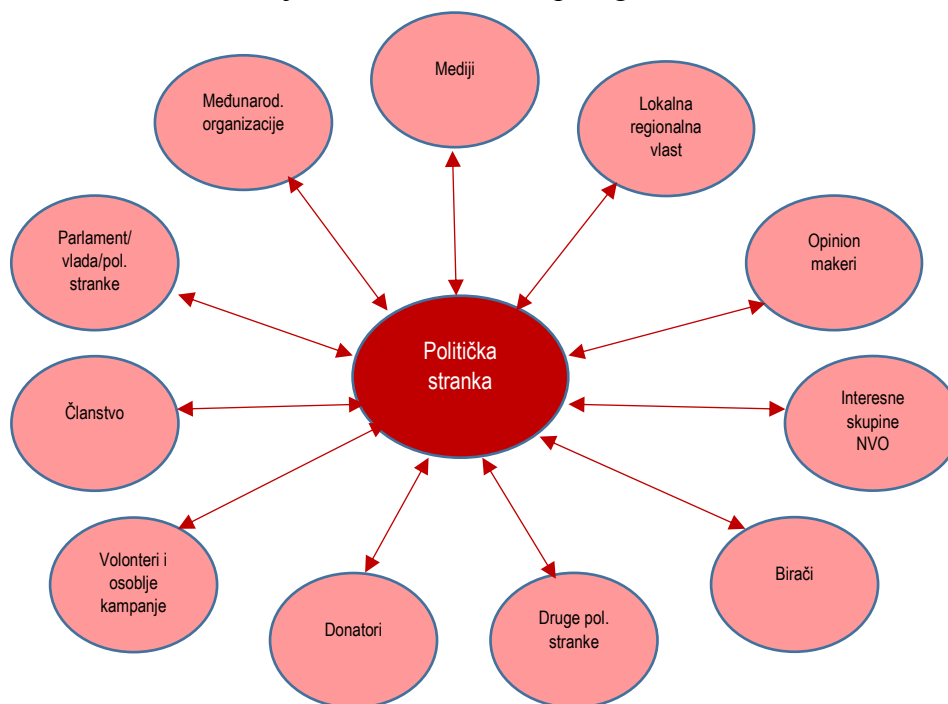 Mediji
Međunarod.
organizacije
Lokalna
regionalna
vlast
Parlament/
vlada/pol.
stranke
Opinion
makeri
Politička
stranka
Članstvo
Interesne
skupine
NVO
Volonteri i
osoblje
kampanje
Birači
Donatori
Druge pol.
stranke